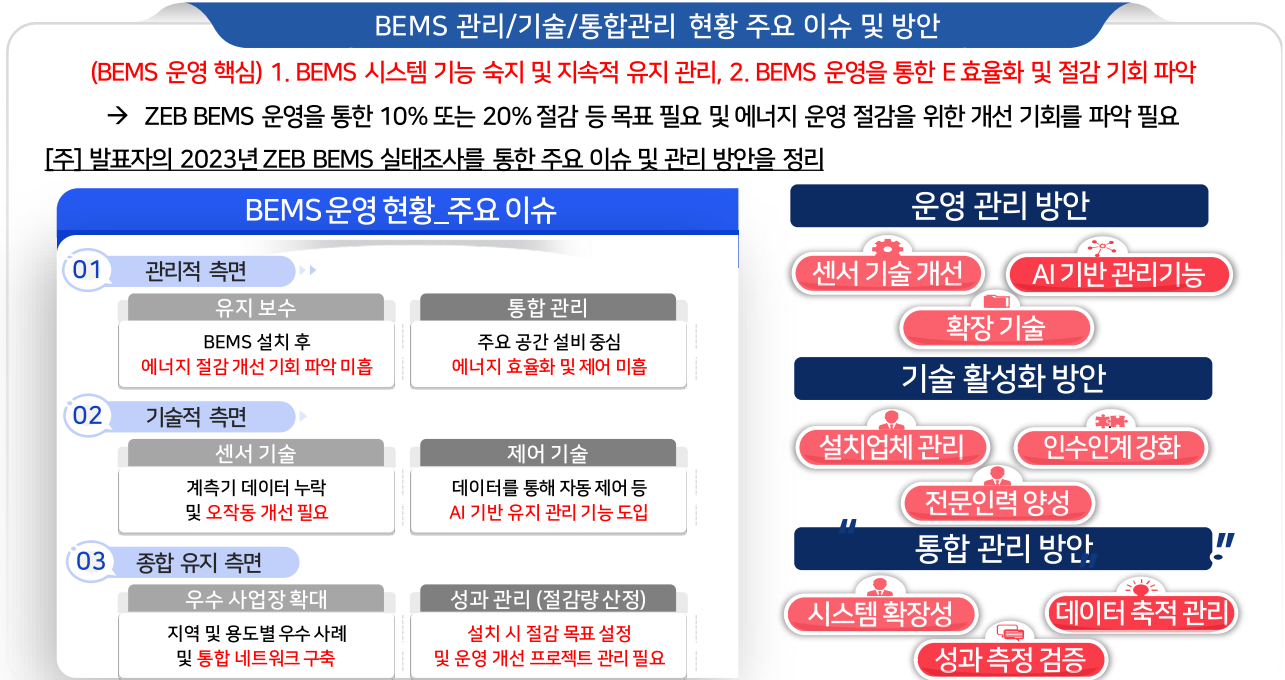 BEMS 관리/기술/통합관리 현황 주요 이슈 및 방안
(BEMS 운영 핵심) 1. BEMS 시스템 기능 숙지 및 지속적 유지 관리, 2. BEMS 운영을 통한 E 효율화 및 절감 기회 파악
→ ZEB BEMS 운영을 통한 10% 또는 20% 절감 등 목표 필요 및 에너지 운영 절감을 위한 개선 기회를 파악 필요
[주] 발표자의 2023년 ZEB BEMS 실태조사를 통한 주요 이슈 및 관리 방안을 정리
BEMS 운영 현황_주요 이슈
01 관리적 측면
유지 보수
BEMS 설치 후
에너지 절감 개선 기회 파악 미흡
통합 관리
주요 공간 설비 중심
에너지 효율화 및 제어 미흡
02 기술적 측면
센서 기술
계측기 데이터 누락
및 오작동 개선 필요
제어 기술
데이터를 통해 자동 제어 등
AI 기반 유지 관리 기능 도입
03 종합 유지 측면
우수 사업장 확대
지역 및 용도별 우수 사례
및 통합 네트워크 구축
성과 관리 (절감량 산정)
설치 시 절감 목표 설정
및 운영 개선 프로젝트 관리 필요
운영 관리 방안
센서 기술 개선
AI 기반 관리기능
확장 기술
기술 활성화 방안
설치업체 관리
인수인계 강화
전문인력 양성
" 통합 관리 방안, . "
시스템 확장성
데이터 축적 관리
성과 측정 검증